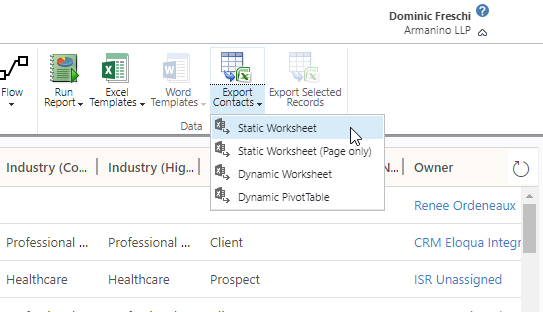 Dominic Freschi
Armanino LLP
Flow
Run Report
Excel Templates
Word Templates
Export Contacts
Export Selected Records
Data
Static Worksheet
Static Worksheet (Page only)
Dynamic Worksheet
Dynamic PivotTable
Industry (Co... Industry (Hig... N... Owner
Renee Ordeneaux
Professional ... Professional ... Client CRM Eloqua Integr
Healthcare Healthcare Prospect ISR Unassigned